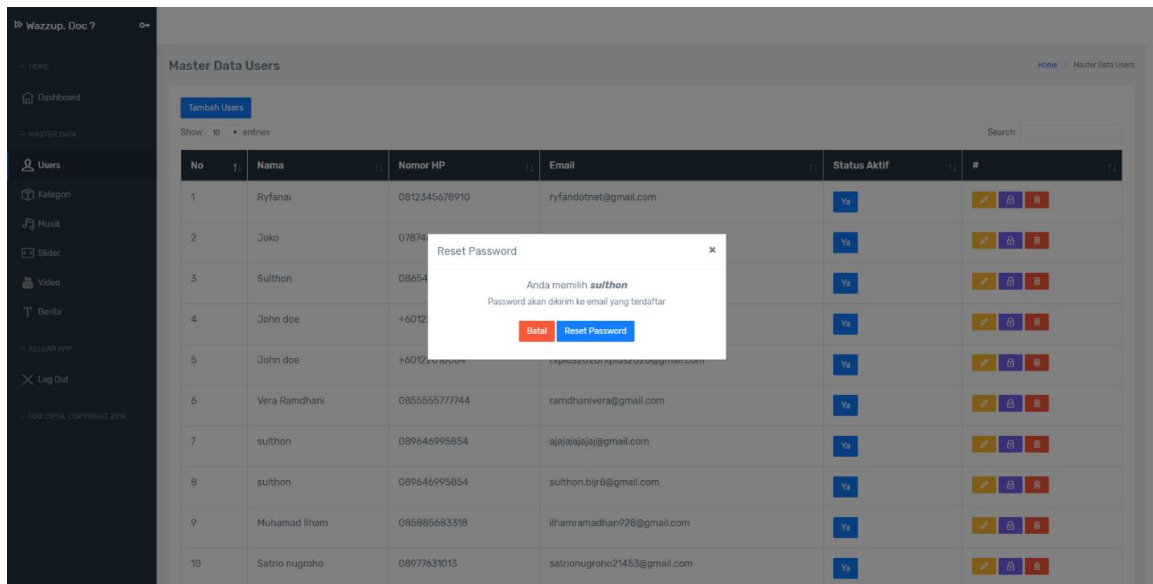 Wazzup, Doc ?
— HOME
Dashboard
— MASTER DATA
Users
Kategori
Musik
Slider
Video
Berita
— KELUAR APP
Log Out
— HAK CIPTA, COPYRIGHT 2019
Master Data Users
Home Master Data Users
Tambah Users
Show 10 entries Search:
No Nama Nomor HP Email Status Aktif #
1 Ryfanai 0812345678910 ryfandotnet@gmail.com Ya
2 Joko 07874 Ya
3 Sulthon 08654 Ya
4 John doe +6012 Ya
5 John doe Ya
6 Vera Ramdhani 0855555777744 ramdhanivera@gmail.com Ya
7 sulthon 089646995854 ajajajajajaj@gmail.com Ya
8 sulthon 089646995854 sulthon.bljr8@gmail.com Ya
9 Muhamad Ilham 085885683318 ilhamramadhan928@gmail.com Ya
10 Satrio nugroho 08977631013 satrionugroho21453@gmail.com Ya
Reset Password ×
Anda memilih sulthon
Password akan dikirim ke email yang terdaftar
Batal Reset Password